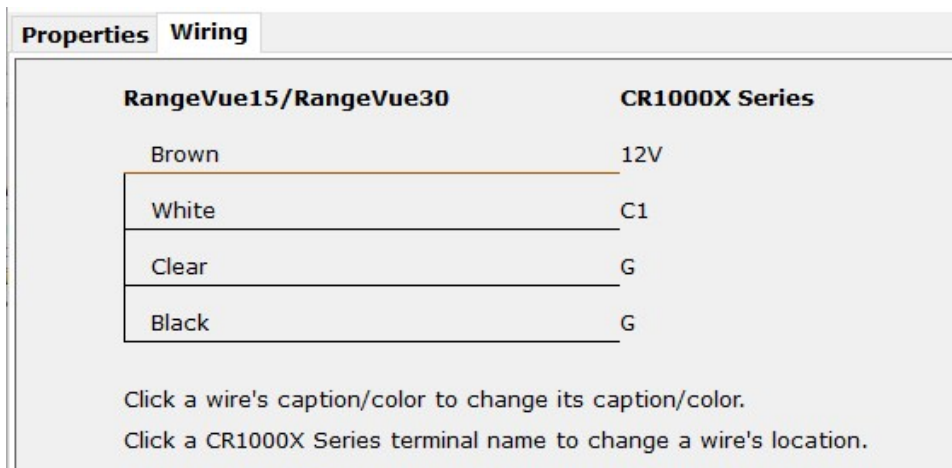 Properties Wiring
RangeVue15/RangeVue30 CR1000X Series
Brown 12V
White C1
Clear G
Black G
Click a wire's caption/color to change its caption/color.
Click a CR1000X Series terminal name to change a wire's location.